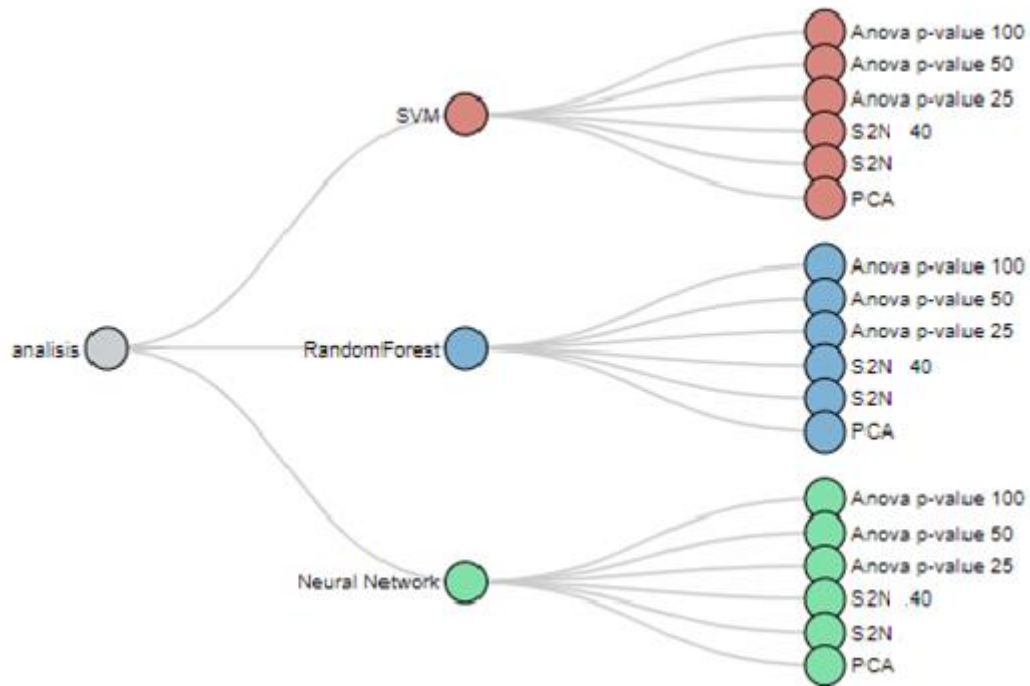 SVM
Anova p-value 100
Anova p-value 50
Anova p-value 25
S2N 40
S2N
PCA
analisis
RandomForest
Anova p-value 100
Anova p-value 50
Anova p-value 25
S2N 40
S2N
PCA
Neural Network
Anova p-value 100
Anova p-value 50
Anova p-value 25
S2N .40
S2N
PCA